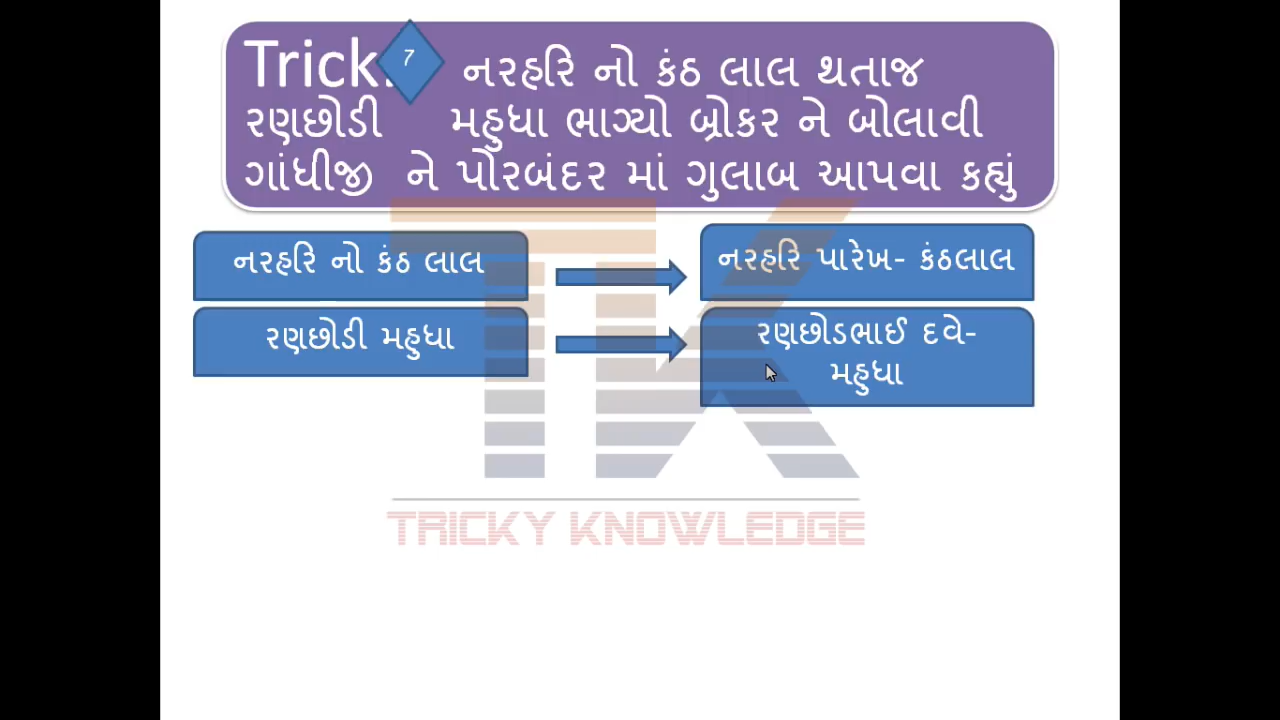 Trick: 7 નરહરિ નો કંઠ લાલ થતાજ
રણછોડી મહુધા ભાગ્યો બ્રોકર ને બોલાવી
ગાંધીજી ને પોરબંદર માં ગુલાબ આપવા કહ્યું
નરહરિ નો કંઠ લાલ
નરહરિ પારેખ- કંઠલાલ
રણછોડી મહુધા
રણછોડભાઈ દવે-
મહુધા
TRICKY KNOWLEDGE